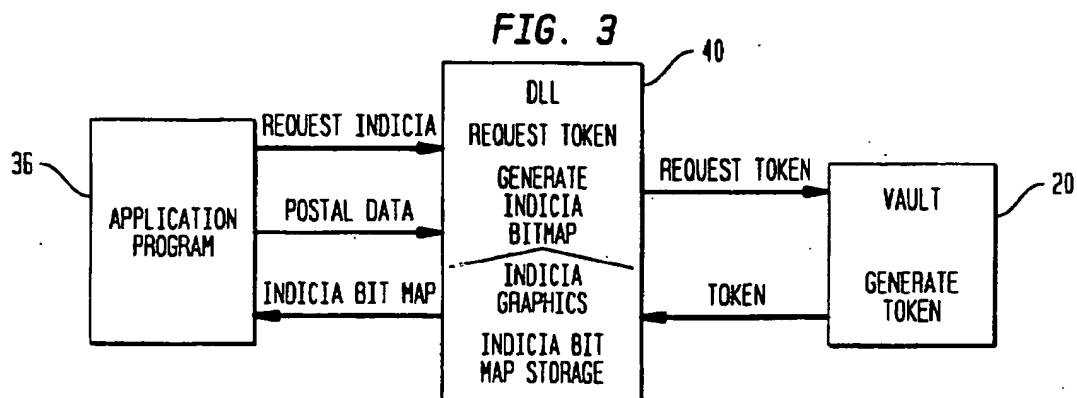 FIG. 3
36
APPLICATION
PROGRAM
REQUEST INDICIA
POSTAL DATA
INDICIA BIT MAP
40
DLL
REQUEST TOKEN
GENERATE
INDICIA
BITMAP
INDICIA
GRAPHICS
INDICIA BIT
MAP STORAGE
REQUEST TOKEN
TOKEN
20
VAULT
GENERATE
TOKEN